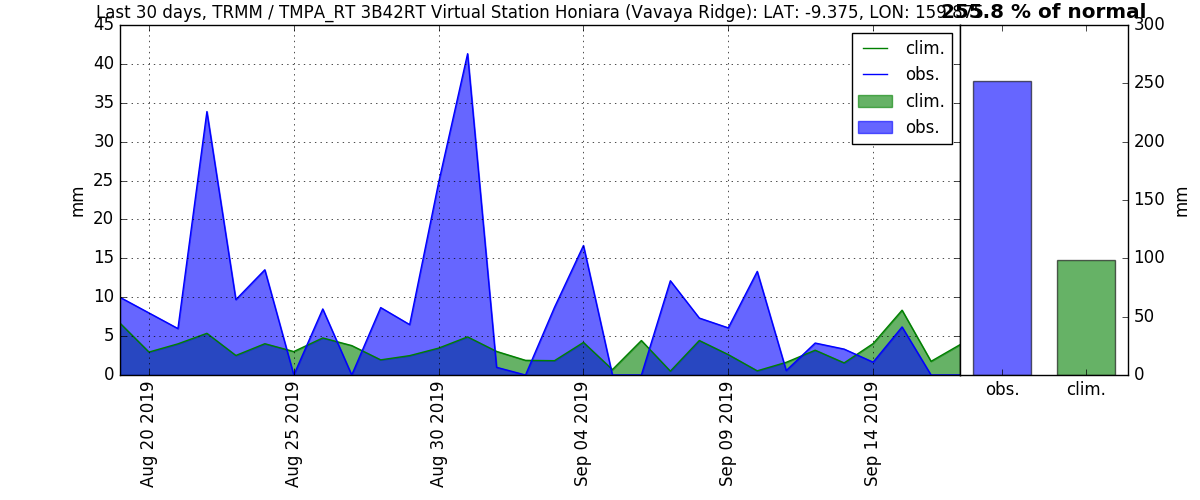 Last 30 days, TRMM / TMPA_RT 3B42RT Virtual Station Honiara (Vavaya Ridge): LAT: -9.375, LON:
255.8 % of normal
45
40
35
30
25
20
15
10
5
0
mm
clim.
obs.
clim.
obs.
300
250
200
150
100
50
0
mm
Aug 20 2019
Aug 25 2019
Aug 30 2019
Sep 04 2019
Sep 09 2019
Sep 14 2019
obs.
clim.